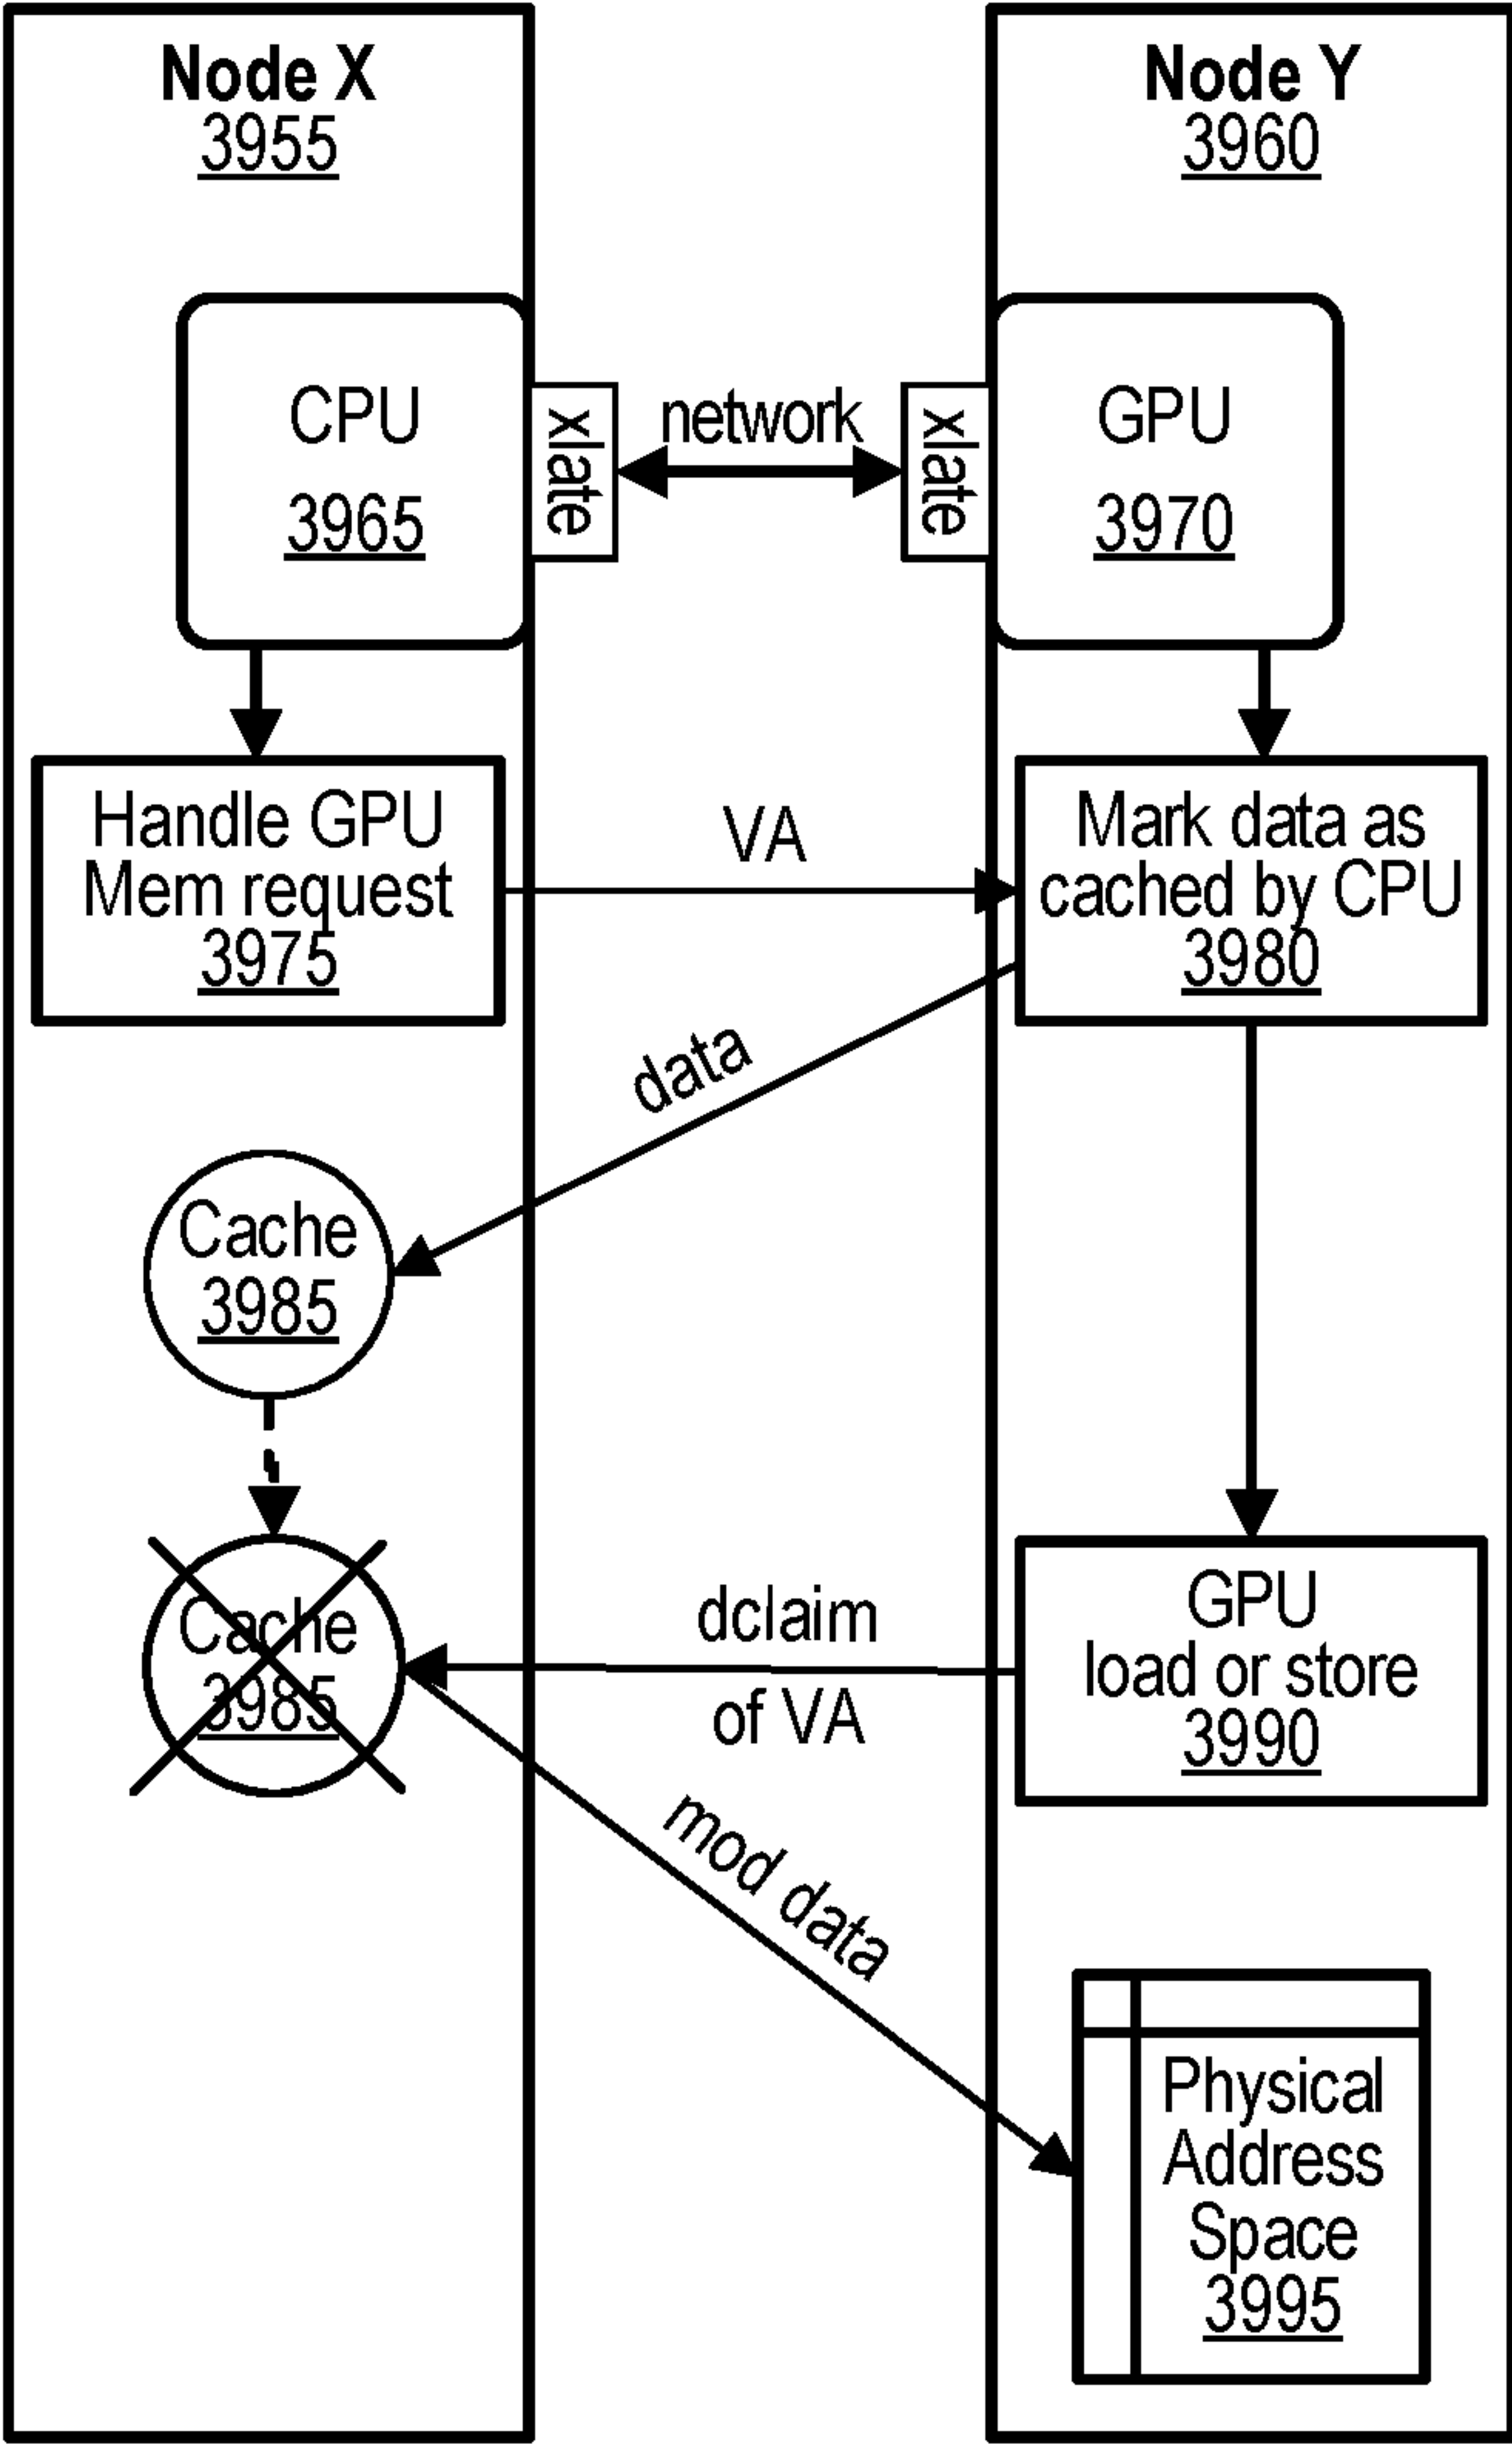 Node X
3955
Node Y
3960
CPU
3965
xlate
network
xlate
GPU
3970
Handle GPU
Mem request
3975
VA
Mark data as
cached by CPU
3980
data
Cache
3985
Cache
3985
dclaim
of VA
GPU
load or store
3990
mod data
Physical
Address
Space
3995